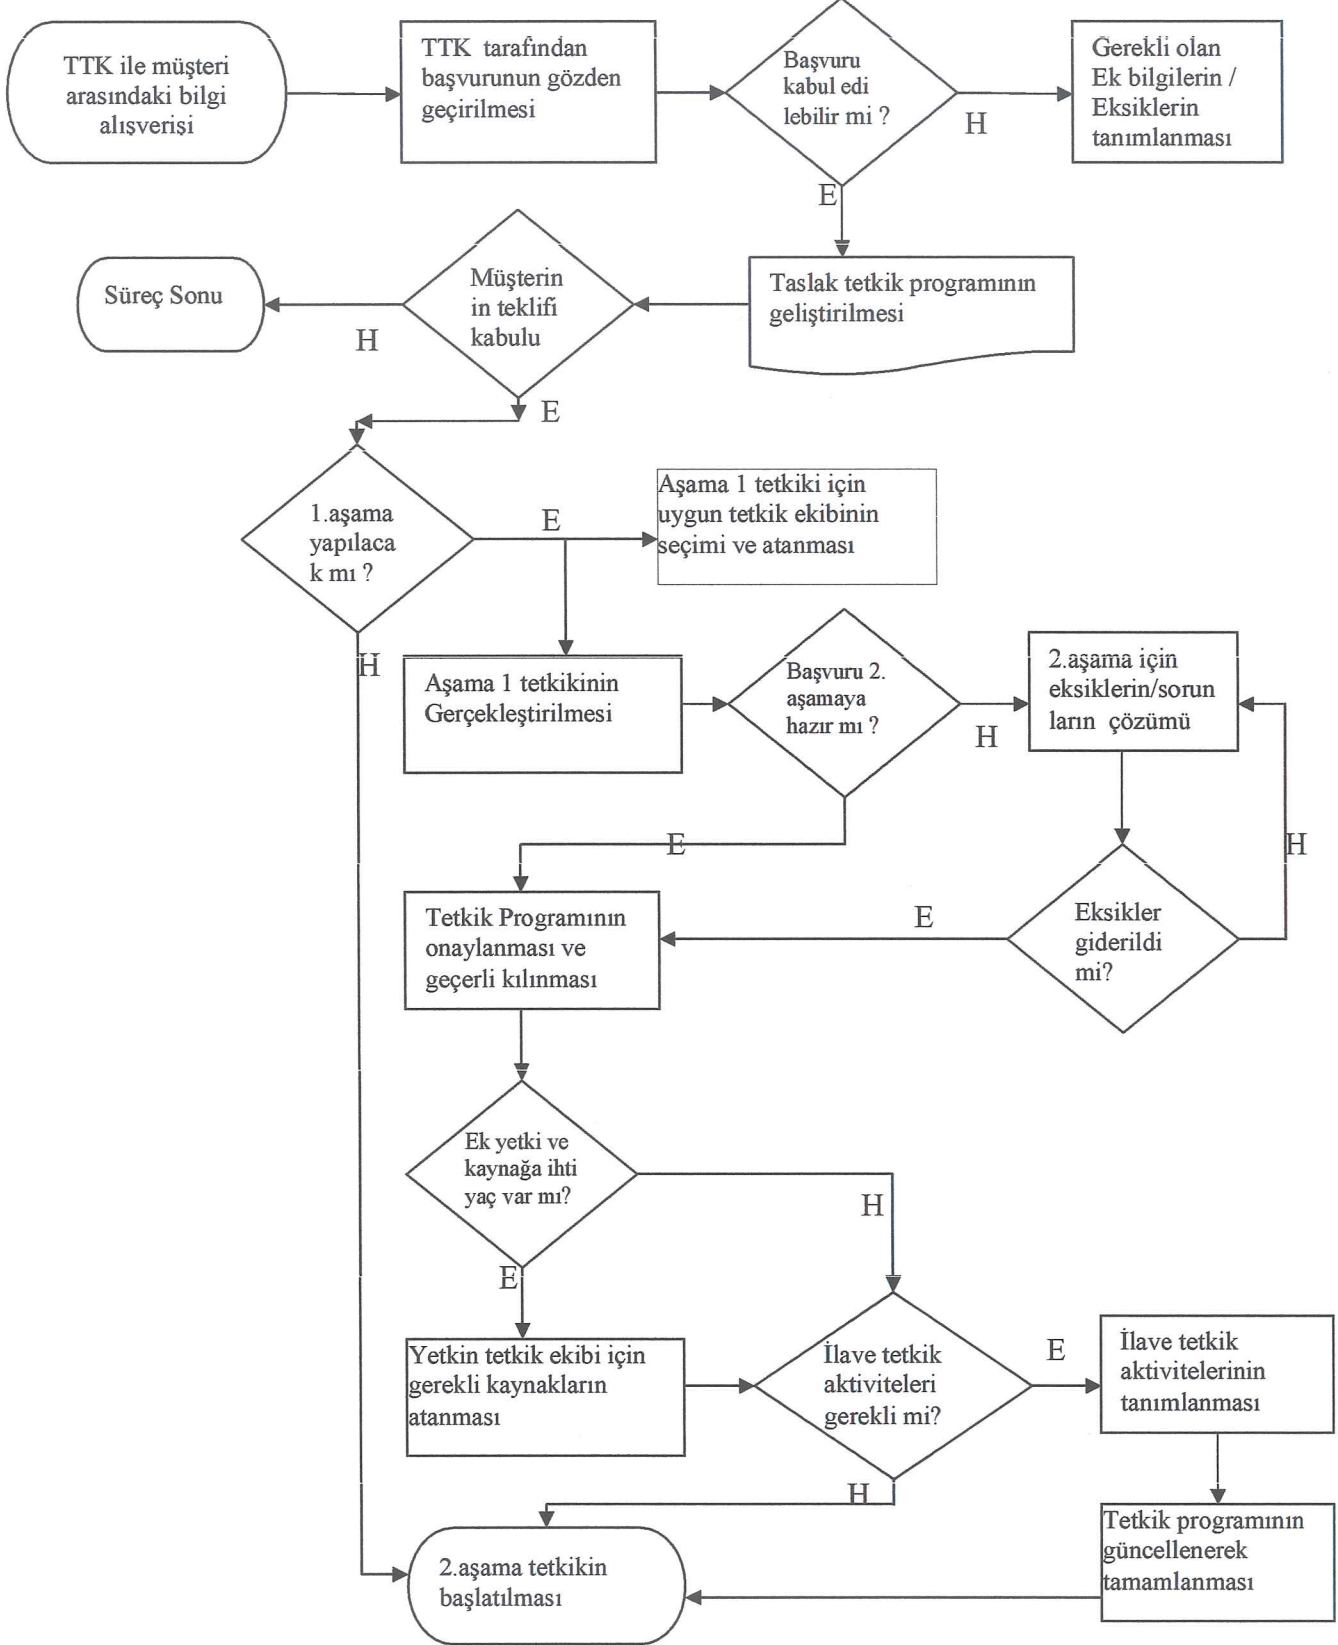 TTK ile müşteri
arasındaki bilgi
alışverişi
TTK tarafından
başvurunun gözden
geçirilmesi
Başvuru
kabul edi
lebilir mi ?
H
Gerekli olan
Ek bilgilerin /
Eksiklerin
tanımlanması
E
Süreç Sonu
H
Müşterin
in teklifi
kabulu
Taslak tetkik programının
geliştirilmesi
E
1.aşama
yapılaca
k mı ?
E
Aşama 1 tetkiki için
uygun tetkik ekibinin
seçimi ve atanması
H
Aşama 1 tetkikinin
Gerçekleştirilmesi
Başvuru 2.
aşamaya
hazır mı ?
H
2.aşama için
eksiklerin/sorun
ların çözümü
E
H
Tetkik Programının
onaylanması ve
geçerli kılınması
E
Eksikler
giderildi
mi?
Ek yetki ve
kaynağa ihti
yaç var mı?
H
E
Yetkin tetkik ekibi için
gerekli kaynakların
atanması
İlave tetkik
aktiviteleri
gerekli mi?
E
İlave tetkik
aktivitelerinin
tanımlanması
H
2.aşama tetkikin
başlatılması
Tetkik programının
güncellenerek
tamamlanması